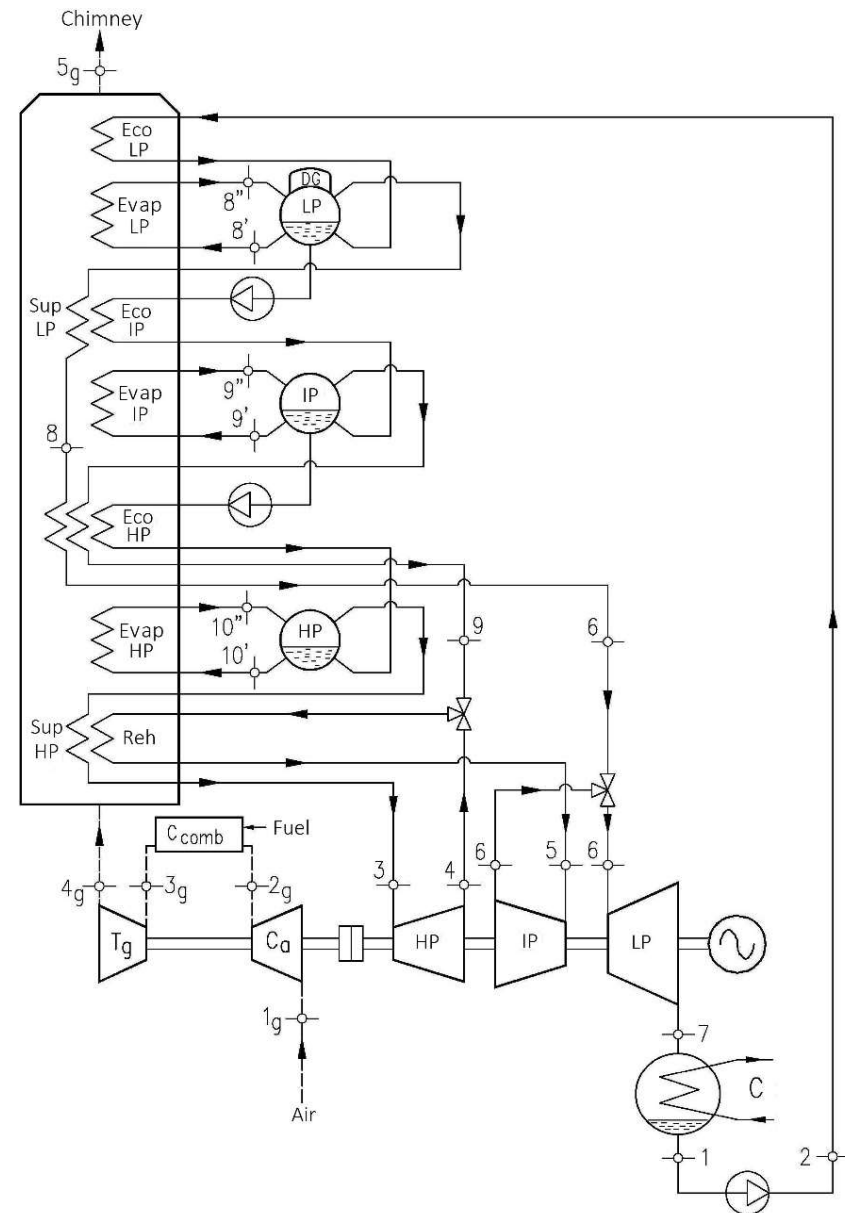 Chimney
5g
Eco
LP
Evap
LP
8"
8'
DG
LP
Sup
LP
Eco
IP
Evap
IP
9"
9'
IP
8
Eco
HP
Evap
HP
10"
10'
HP
9
6
Sup
HP
Reh
Ccomb
Fuel
4g
3g
2g
3
4
6
5
6
Tg
Ca
HP
IP
LP
1g
Air
7
C
1
2